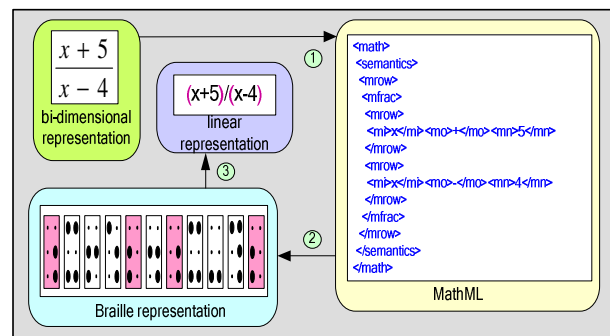 x + 5
x − 4
bi-dimensional
representation
1
(x+5)/(x-4)
linear
representation
3
<math>
<semantics>
<mrow>
<mfrac>
<mrow>
<mi>x</mi><mo>+</mo><mn>5</mn>
</mrow>
<mrow>
<mi>x</mi><mo>-</mo><mn>4</mn>
</mrow>
</mfrac>
</mrow>
</semantics>
</math>
MathML
2
Braille representation